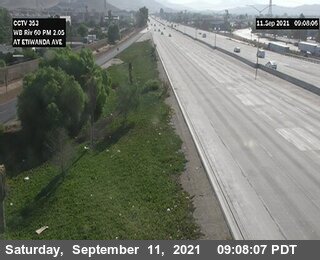 CCTV 353
WB Riv 60 PM 2.05
AT ETIWANDA AVE
11.Sep 2021
09:08:06
Saturday, September 11, 2021 09:08:07 PDT